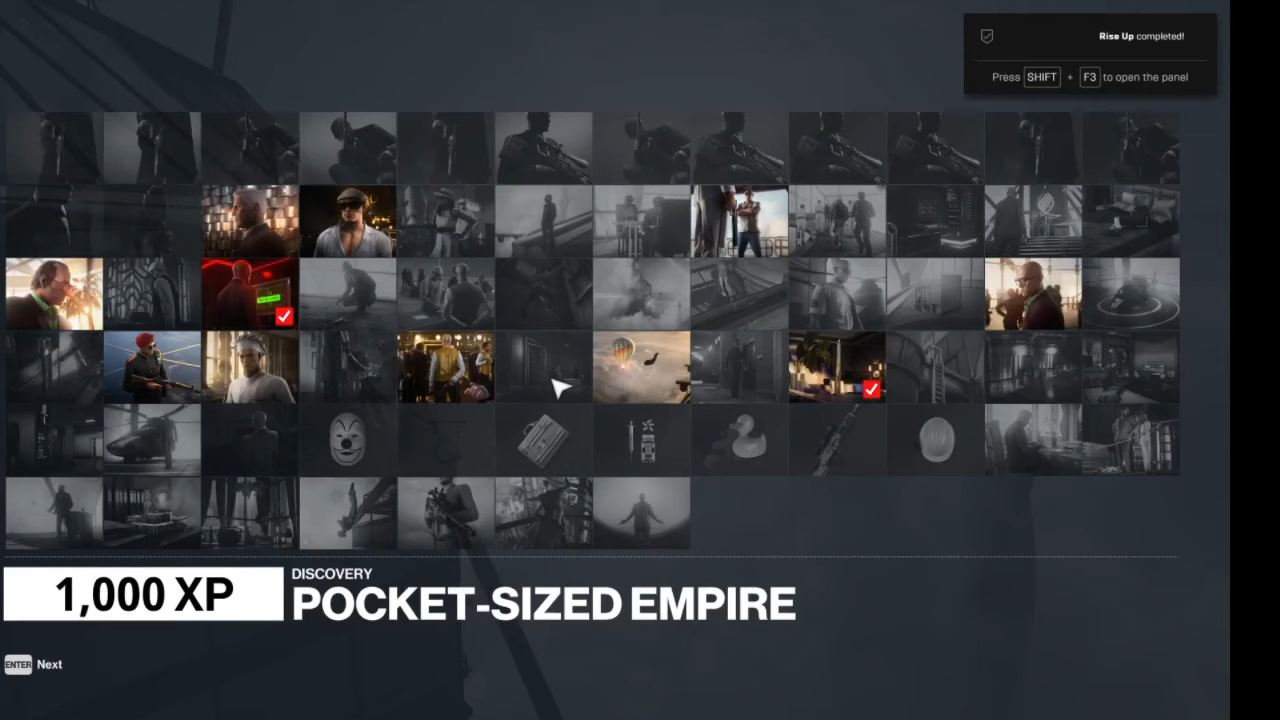 Rise Up completed!
Press SHIFT + F3 to open the panel
1,000 XP
DISCOVERY
POCKET-SIZED EMPIRE
ENTER Next